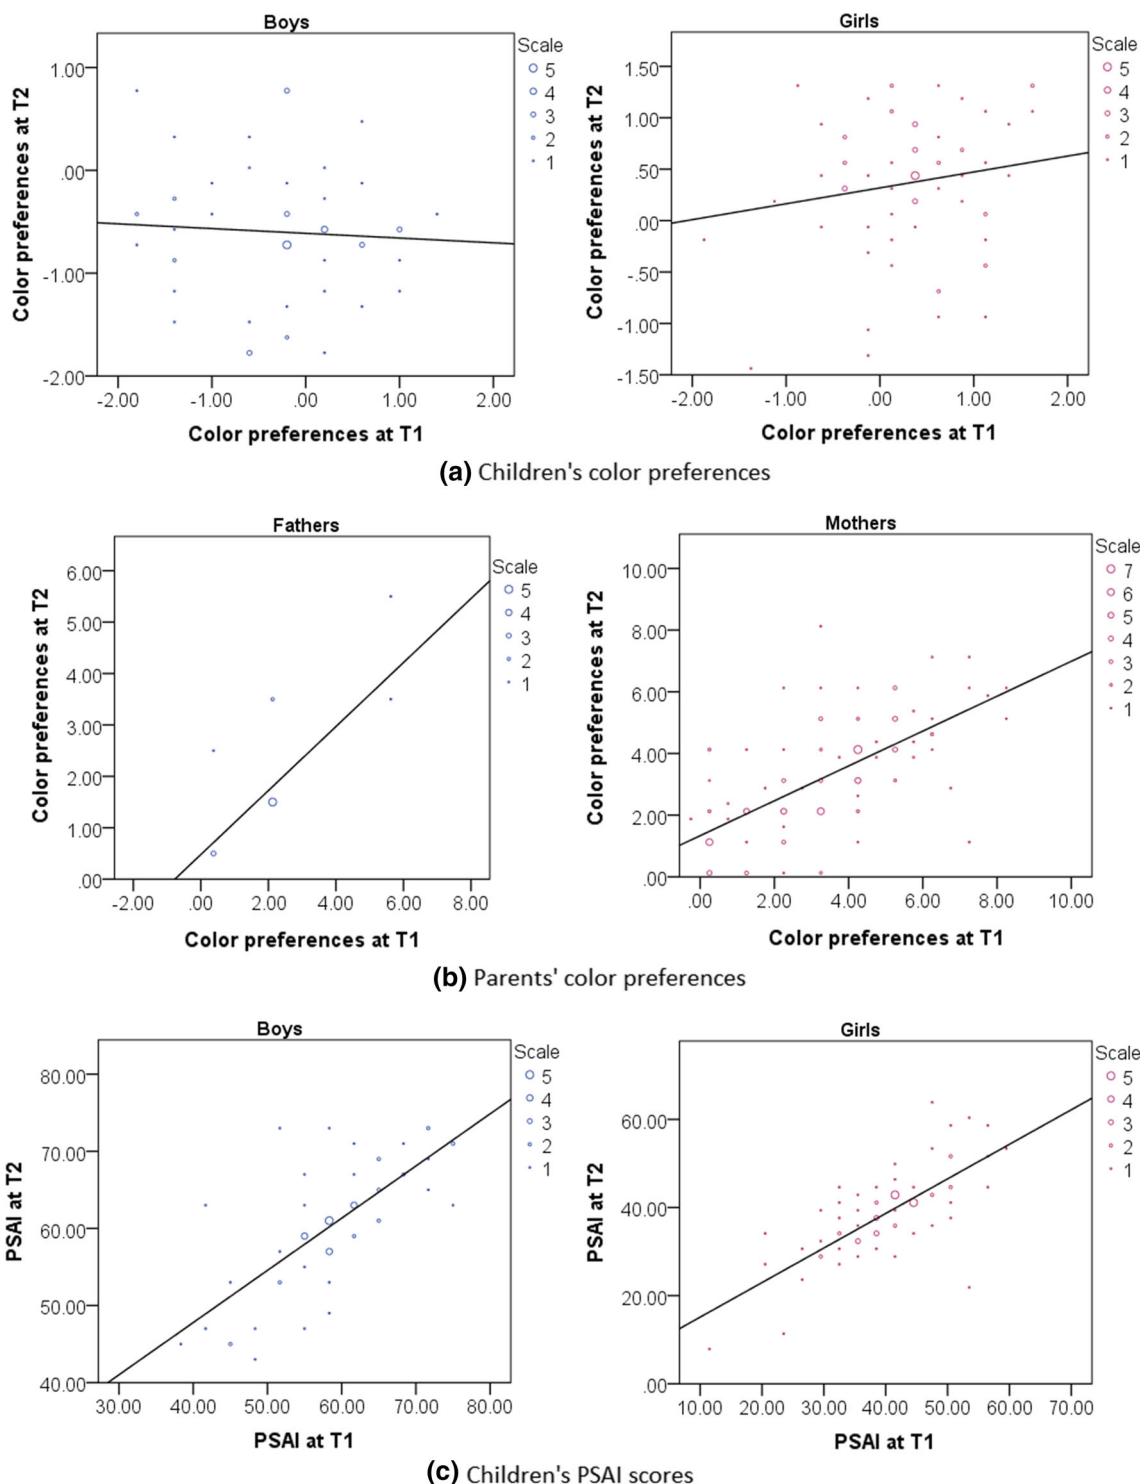 Boys
Color preferences at T2
1.00
.00
-1.00
-2.00
-2.00 -1.00 .00 1.00 2.00
Color preferences at T1
Scale
5
4
3
2
1
Girls
Color preferences at T2
1.50
1.00
.50
.00
-.50
-1.00
-1.50
-2.00 -1.00 .00 1.00 2.00
Color preferences at T1
Scale
5
4
3
2
1
(a) Children's color preferences
Fathers
Color preferences at T2
6.00
5.00
4.00
3.00
2.00
1.00
.00
-2.00 .00 2.00 4.00 6.00 8.00
Color preferences at T1
Scale
5
4
3
2
1
Mothers
Color preferences at T2
10.00
8.00
6.00
4.00
2.00
.00
.00 2.00 4.00 6.00 8.00 10.00
Color preferences at T1
Scale
7
6
5
4
3
2
1
(b) Parents' color preferences
Boys
PSAI at T2
80.00
70.00
60.00
50.00
40.00
30.00 40.00 50.00 60.00 70.00 80.00
PSAI at T1
Scale
5
4
3
2
1
Girls
PSAI at T2
60.00
40.00
20.00
.00
10.00 20.00 30.00 40.00 50.00 60.00 70.00
PSAI at T1
Scale
5
4
3
2
1
(c) Children's PSAI scores